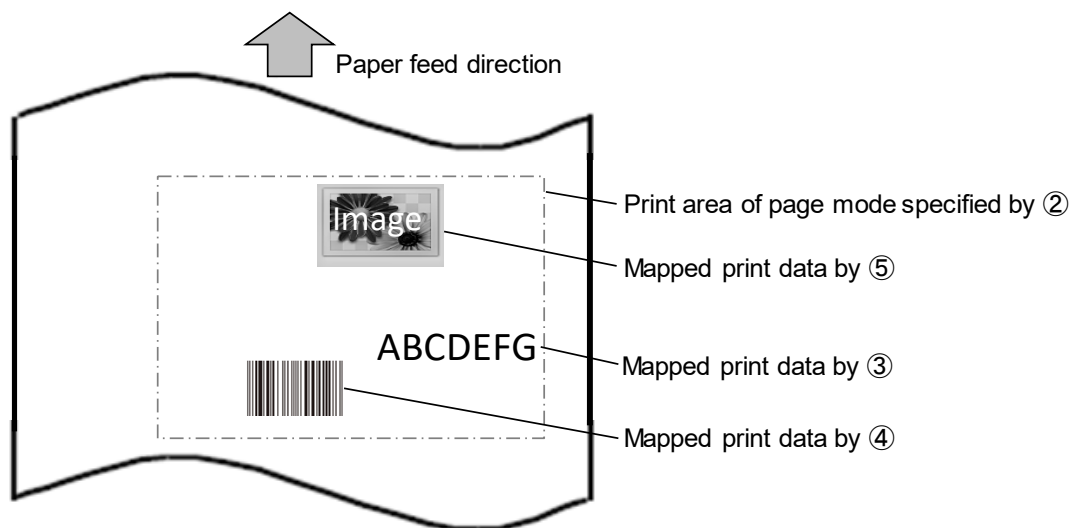 Paper feed direction
Print area of page mode specified by ②
Image
Mapped print data by ⑤
ABCDEFG
Mapped print data by ③
Mapped print data by ④